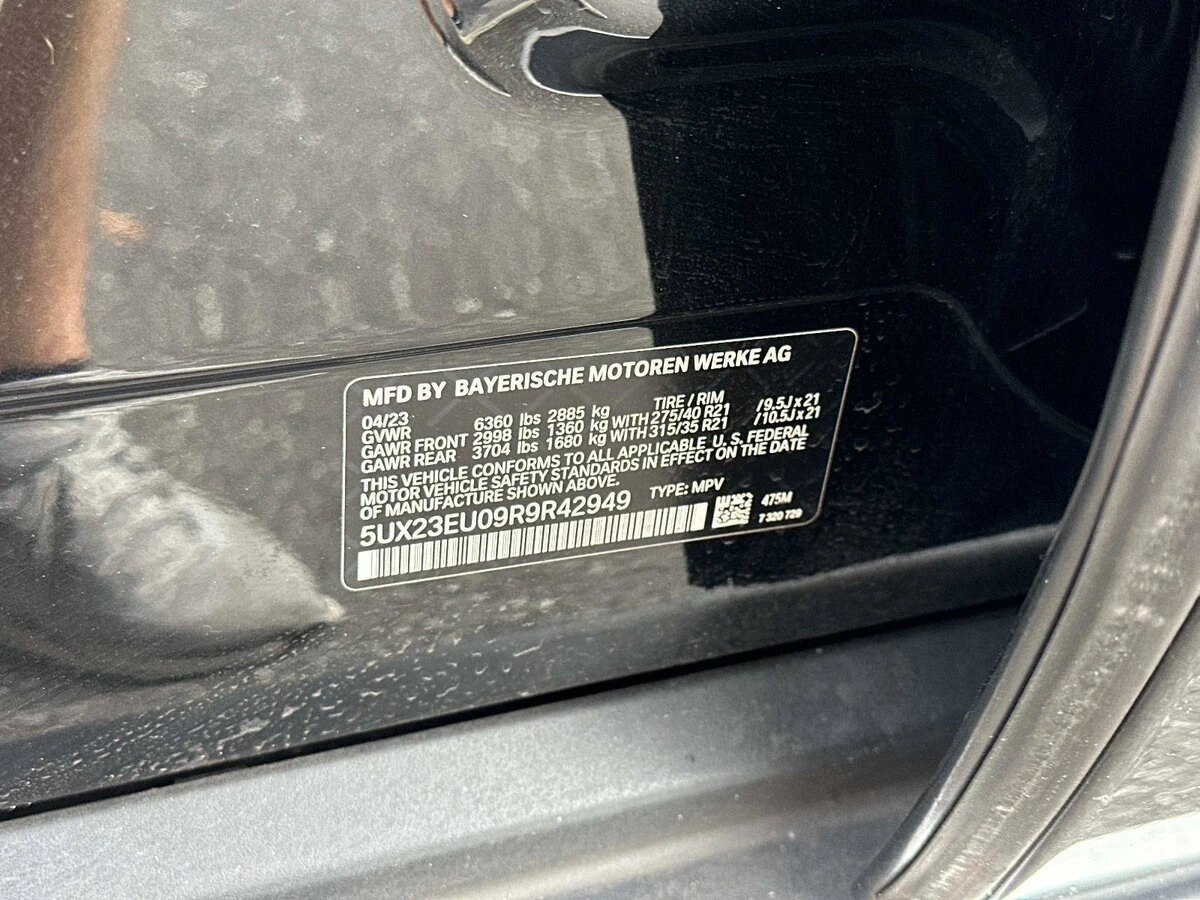 MFD BY BAYERISCHE MOTOREN WERKE AG
04/23 TIRE / RIM
GVWR 6360 lbs 2885 kg
GAWR FRONT 2998 lbs 1360 kg WITH 275/40 R21 /9.5J x 21
GAWR REAR 3704 lbs 1680 kg WITH 315/35 R21 /10.5J x 21
THIS VEHICLE CONFORMS TO ALL APPLICABLE U. S. FEDERAL
MOTOR VEHICLE SAFETY STANDARDS IN EFFECT ON THE DATE
OF MANUFACTURE SHOWN ABOVE.
5UX23EU09R9R42949 TYPE: MPV
475M
7 320 729